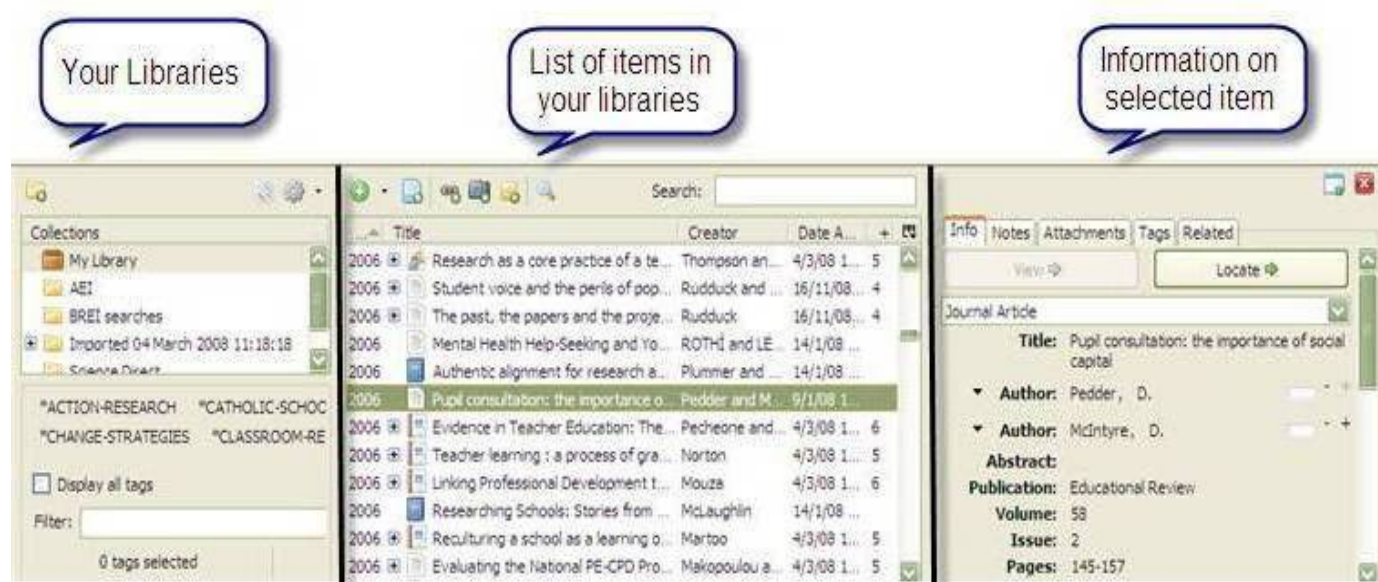 Your Libraries
List of items in
your libraries
Information on
selected item
Collections
My Library
AEI
BREI searches
Imported 04 March 2008 11:18:18
Science Direct
*ACTION-RESEARCH *CATHOLIC-SCHOC
*CHANGE-STRATEGIES *CLASSROOM-RE
Display all tags
Filter:
0 tags selected
Search:
... Title Creator Date A... +
2006 Research as a core practice of a te... Thompson an... 4/3/08 1... 5
2006 Student voice and the perils of pop... Rudduck and ... 16/11/08... 4
2006 The past, the papers and the proje... Rudduck 16/11/08... 4
2006 Mental Health Help-Seeking and Yo... ROTHÍ and LE... 14/1/08 ...
2006 Authentic alignment for research a... Plummer and ... 14/1/08 ...
2006 Pupil consultation: the importance o... Pedder and M... 9/1/08 1...
2006 Evidence in Teacher Education: The... Pecheone and... 4/3/08 1... 6
2006 Teacher learning : a process of gra... Norton 4/3/08 1... 5
2006 Linking Professional Development t... Mouza 4/3/08 1... 6
2006 Researching Schools: Stories from ... McLaughlin 14/1/08 ...
2006 Reculturing a school as a learning o... Martoo 4/3/08 1... 5
2006 Evaluating the National PE-CPD Pro... Makopoulou a... 4/3/08 1... 5
Info Notes Attachments Tags Related
View Locate
Journal Article
Title: Pupil consultation: the importance of social
capital
Author: Pedder, D.
Author: McIntyre, D.
Abstract:
Publication: Educational Review
Volume: 58
Issue: 2
Pages: 145-157